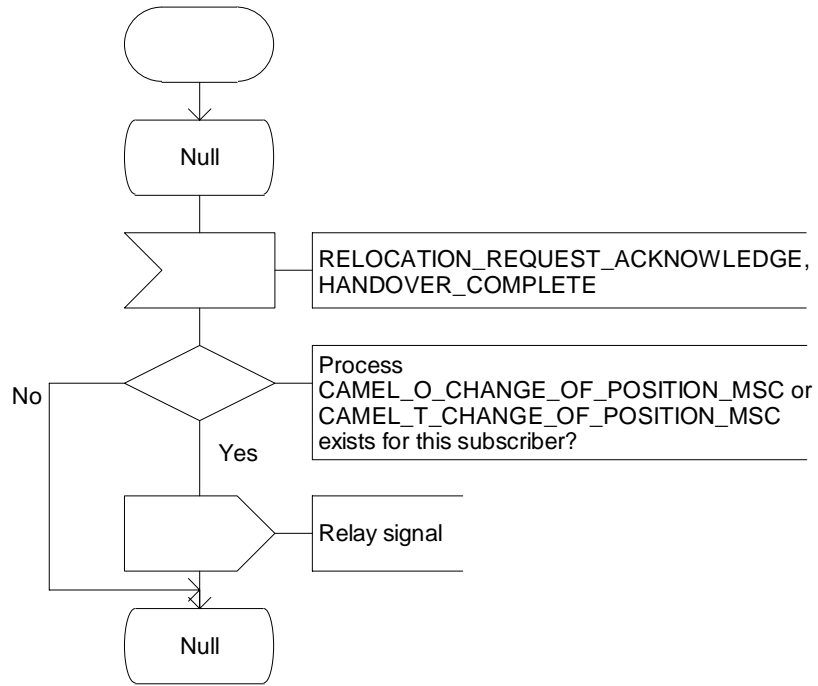 Null
RELOCATION_REQUEST_ACKNOWLEDGE,
HANDOVER_COMPLETE
Process
CAMEL_O_CHANGE_OF_POSITION_MSC or
CAMEL_T_CHANGE_OF_POSITION_MSC
exists for this subscriber?
No
Yes
Relay signal
Null